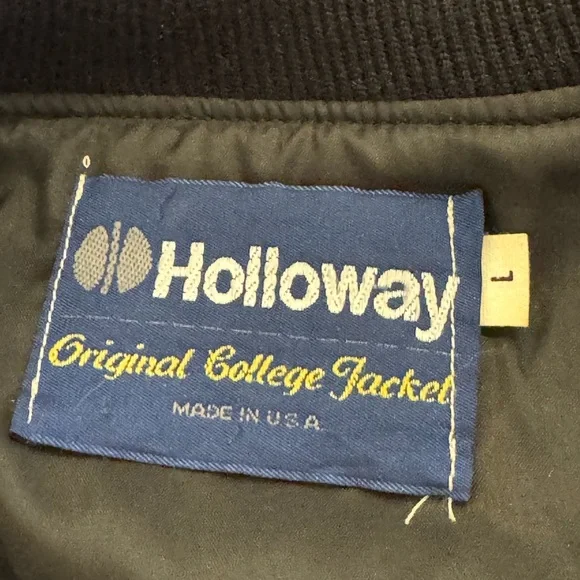 Holloway
Original College Jacket
MADE IN U.S.A.
L